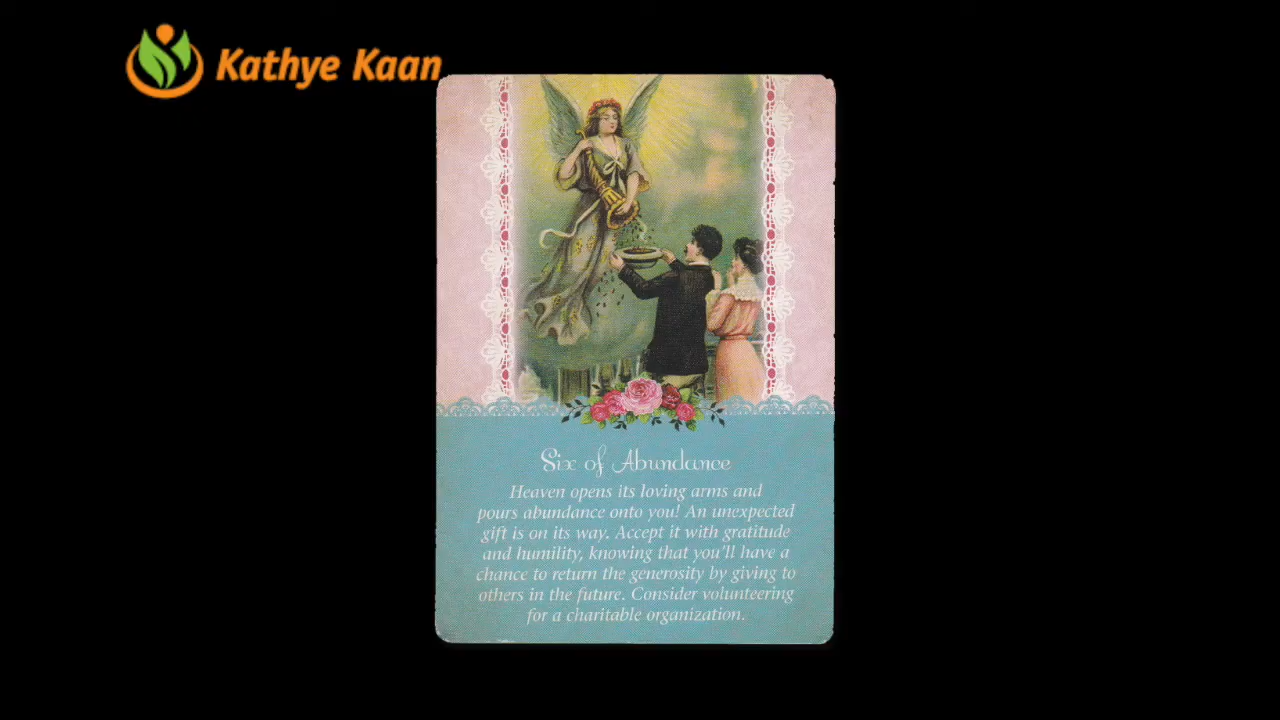 Kathye Kaan
Six of Abundance
Heaven opens its loving arms and
pours abundance onto you! An unexpected
gift is on its way. Accept it with gratitude
and humility, knowing that you'll have a
chance to return the generosity by giving to
others in the future. Consider volunteering
for a charitable organization.